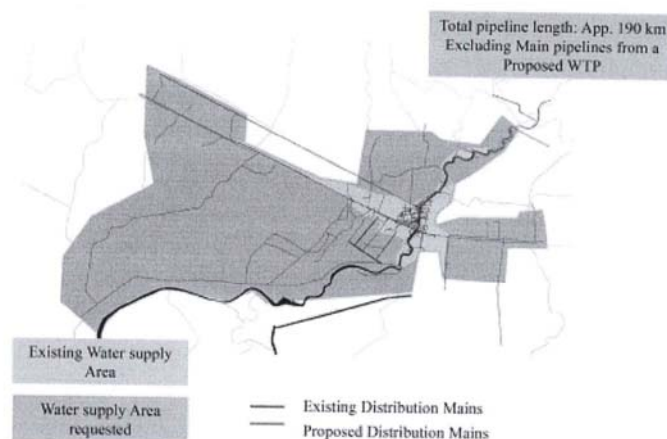 Total pipeline length: App. 190 km
Excluding Main pipelines from a
Proposed WTP
Existing Water supply
Area
Water supply Area
requested
Existing Distribution Mains
Proposed Distribution Mains